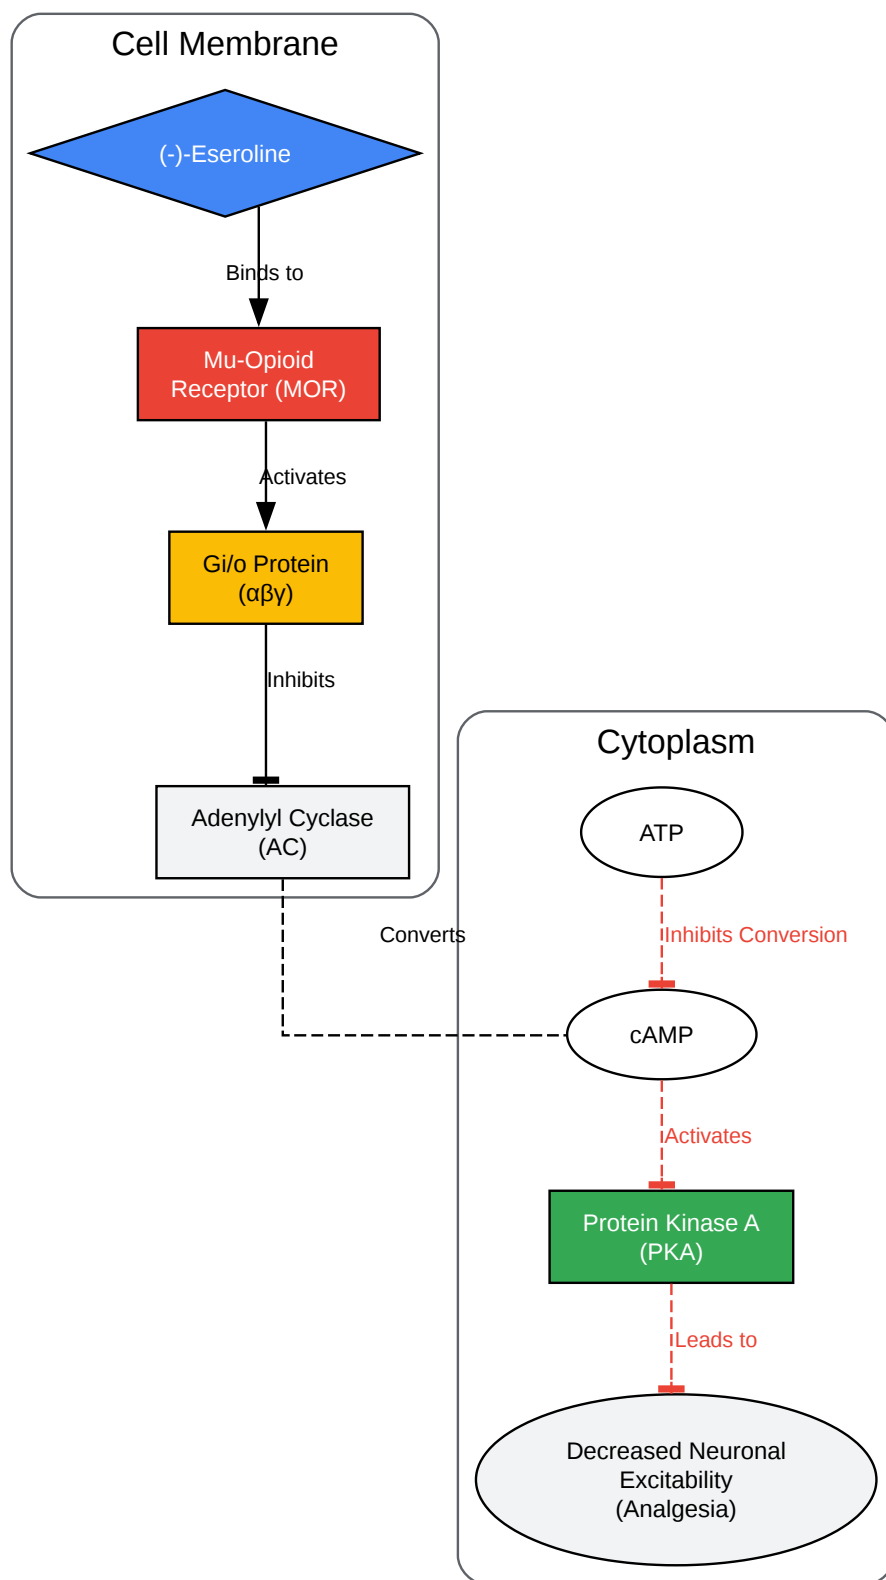 Cell Membrane
(-)-Eseroline
Binds to
Mu-Opioid
Receptor (MOR)
Activates
Gi/o Protein
(αβγ)
Inhibits
Adenylyl Cyclase
(AC)
Converts
Cytoplasm
ATP
Inhibits Conversion
cAMP
Activates
Protein Kinase A
(PKA)
Leads to
Decreased Neuronal
Excitability
(Analgesia)